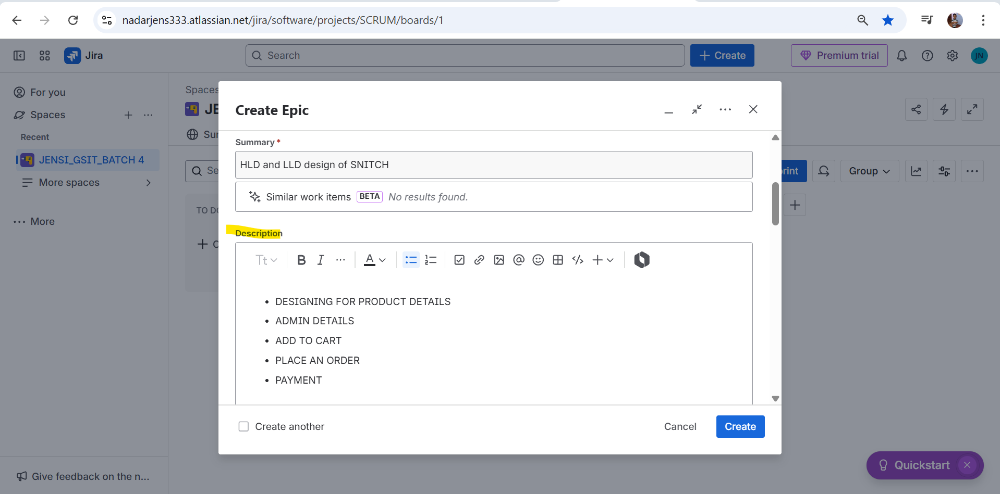 nadarjens333.atlassian.net/jira/software/projects/SCRUM/boards/1
Jira
Search
Create
Premium trial
JN
For you
Spaces
Recent
JENSI_GSIT_BATCH 4
More spaces
More
Give feedback on the n...
Spaces
JE
Sur
Se
TO DO
C
Create Epic
Summary *
HLD and LLD design of SNITCH
Similar work items BETA No results found.
Description
Tt B I ... A
DESIGNING FOR PRODUCT DETAILS
ADMIN DETAILS
ADD TO CART
PLACE AN ORDER
PAYMENT
Create another
Cancel
Create
rint
Group
Quickstart